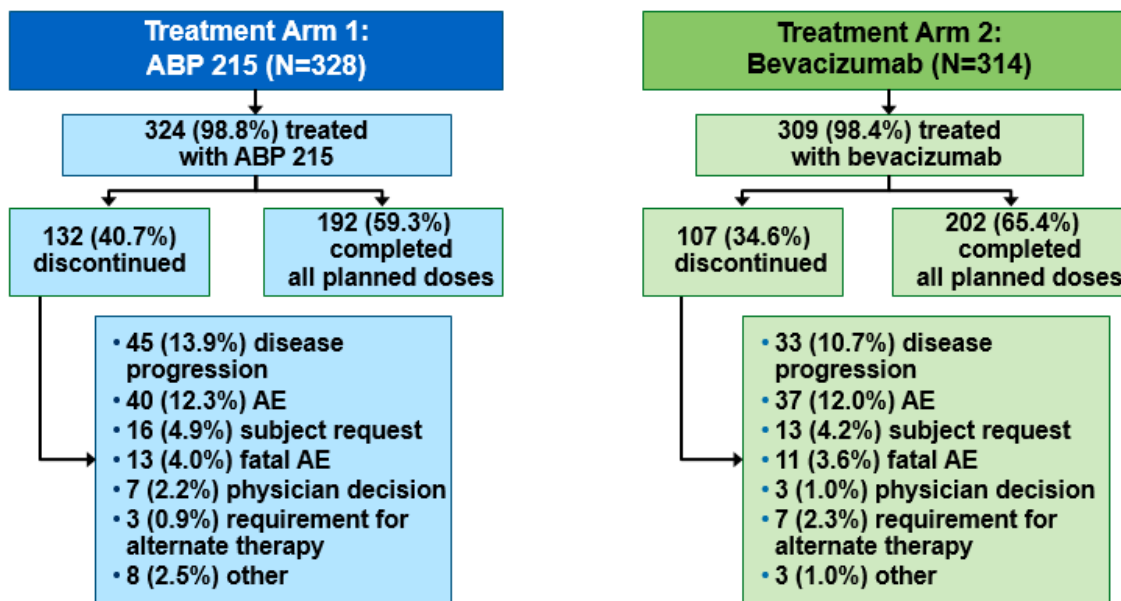 Treatment Arm 1:
ABP 215 (N=328)
324 (98.8%) treated
with ABP 215
132 (40.7%)
discontinued
192 (59.3%)
completed
all planned doses
• 45 (13.9%) disease
progression
• 40 (12.3%) AE
• 16 (4.9%) subject request
• 13 (4.0%) fatal AE
• 7 (2.2%) physician decision
• 3 (0.9%) requirement for
alternate therapy
• 8 (2.5%) other
Treatment Arm 2:
Bevacizumab (N=314)
309 (98.4%) treated
with bevacizumab
107 (34.6%)
discontinued
202 (65.4%)
completed
all planned doses
• 33 (10.7%) disease
progression
• 37 (12.0%) AE
• 13 (4.2%) subject request
• 11 (3.6%) fatal AE
• 3 (1.0%) physician decision
• 7 (2.3%) requirement for
alternate therapy
• 3 (1.0%) other